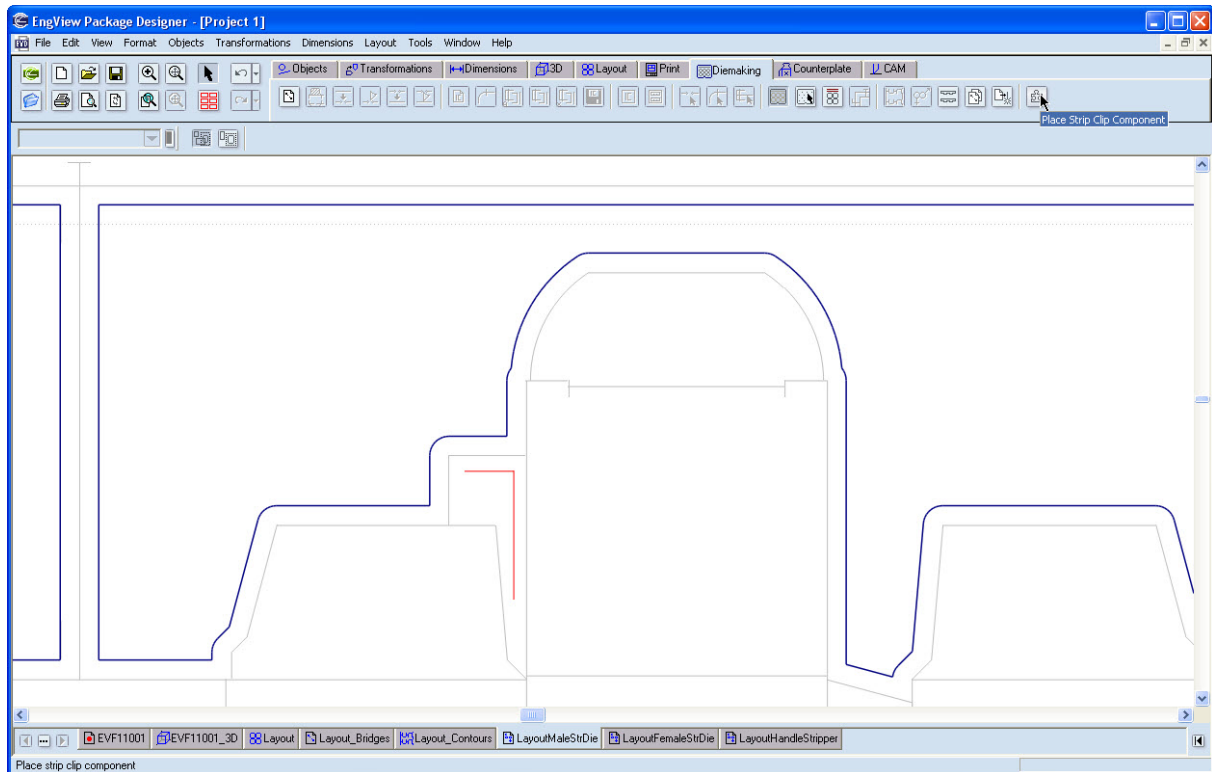 EngView Package Designer - [Project 1]
File Edit View Format Objects Transformations Dimensions Layout Tools Window Help
Objects Transformations Dimensions 3D Layout Print Diemaking Counterplate CAM
Place Strip Clip Component
EVF11001 EVF11001_3D Layout Layout_Bridges Layout_Contours LayoutMaleStrDie LayoutFemaleStrDie LayoutHandleStripper
Place strip clip component